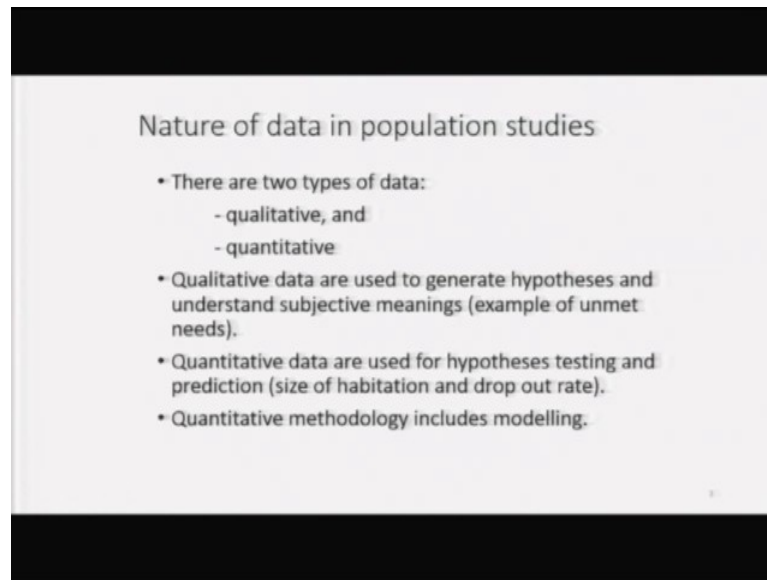 Nature of data in population studies
• There are two types of data:
- qualitative, and
- quantitative
• Qualitative data are used to generate hypotheses and
understand subjective meanings (example of unmet
needs).
• Quantitative data are used for hypotheses testing and
prediction (size of habitation and drop out rate).
• Quantitative methodology includes modelling.